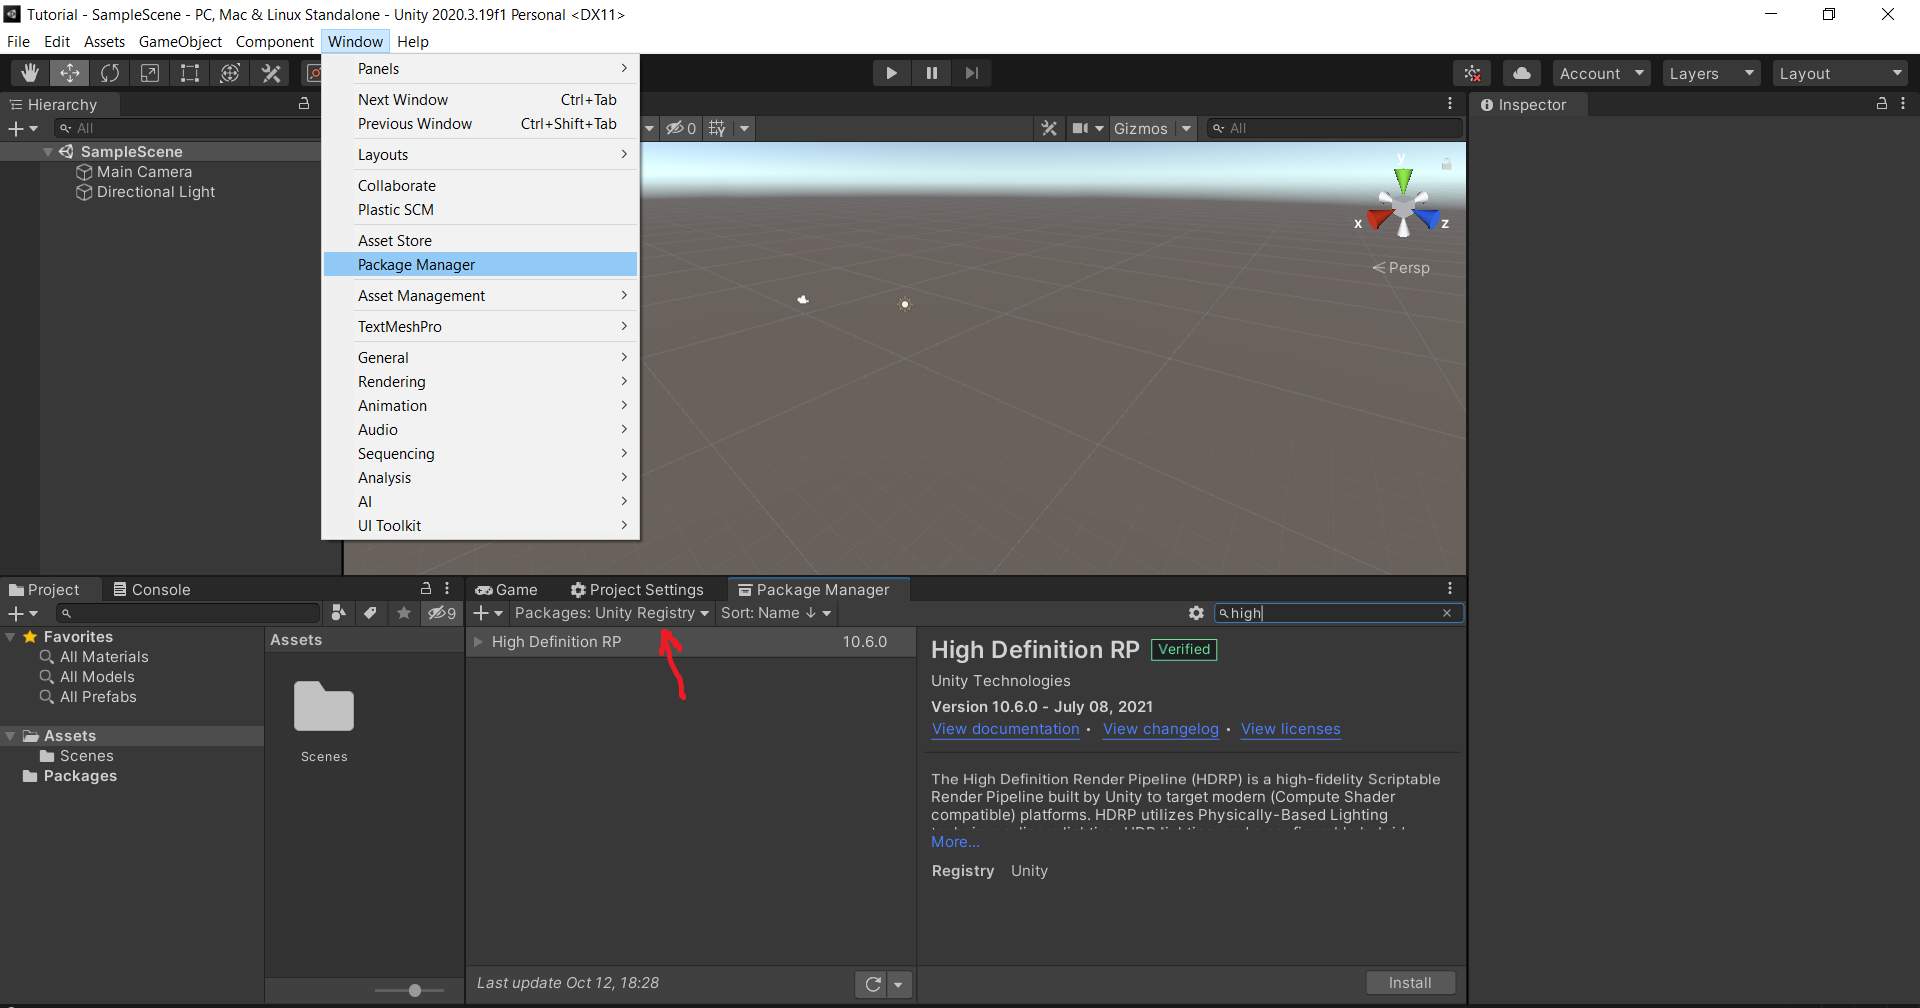 Tutorial - SampleScene - PC, Mac & Linux Standalone - Unity 2020.3.19f1 Personal <DX11>
File Edit Assets GameObject Component Window Help
Panels
Next Window Ctrl+Tab
Previous Window Ctrl+Shift+Tab
Layouts
Collaborate
Plastic SCM
Asset Store
Package Manager
Asset Management
TextMeshPro
General
Rendering
Animation
Audio
Sequencing
Analysis
AI
UI Toolkit
Account Layers Layout
Hierarchy
All
SampleScene
Main Camera
Directional Light
0 Gizmos All
y
x z
Persp
Inspector
Project Console
9
Favorites
All Materials
All Models
All Prefabs
Assets
Scenes
Packages
Assets
Scenes
Game Project Settings Package Manager
Packages: Unity Registry Sort: Name ↓ high
High Definition RP 10.6.0
Last update Oct 12, 18:28
High Definition RP Verified
Unity Technologies
Version 10.6.0 - July 08, 2021
View documentation • View changelog • View licenses
The High Definition Render Pipeline (HDRP) is a high-fidelity Scriptable
Render Pipeline built by Unity to target modern (Compute Shader
compatible) platforms. HDRP utilizes Physically-Based Lighting
More...
Registry Unity
Install